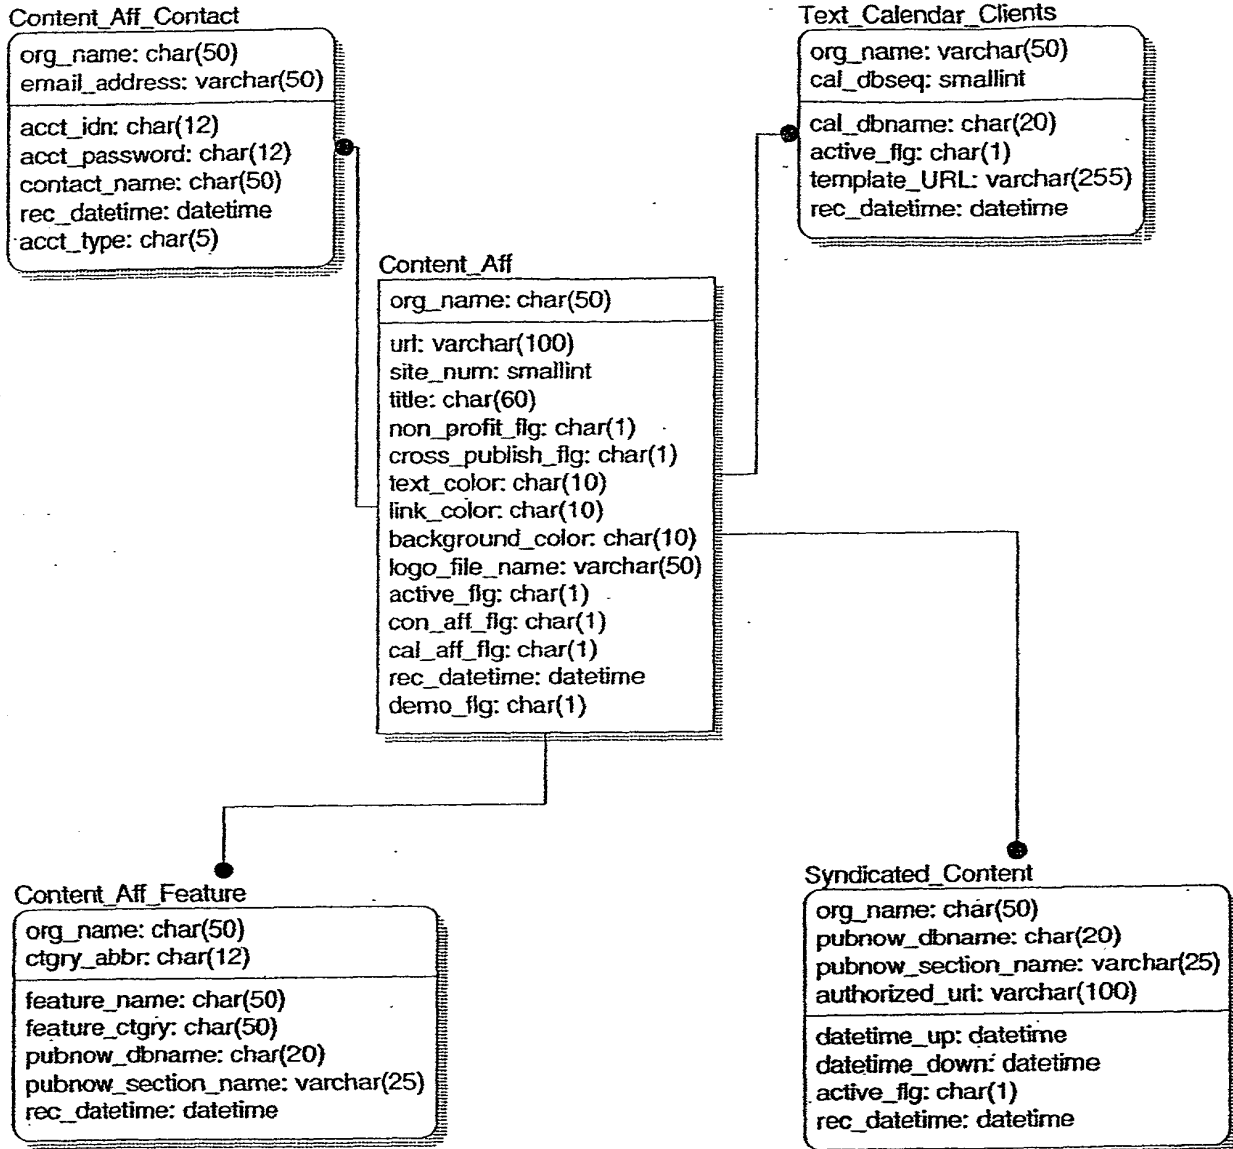 Content_Aff_Contact
org_name: char(50)
email_address: varchar(50)
acct_idn: char(12)
acct_password: char(12)
contact_name: char(50)
rec_datetime: datetime
acct_type: char(5)
Text_Calendar_Clients
org_name: varchar(50)
cal_dbseq: smallint
cal_dbname: char(20)
active_flg: char(1)
template_URL: varchar(255)
rec_datetime: datetime
Content_Aff
org_name: char(50)
url: varchar(100)
site_num: smallint
title: char(60)
non_profit_flg: char(1)
cross_publish_flg: char(1)
text_color: char(10)
link_color: char(10)
background_color: char(10)
logo_file_name: varchar(50)
active_flg: char(1)
con_aff_flg: char(1)
cal_aff_flg: char(1)
rec_datetime: datetime
demo_flg: char(1)
Content_Aff_Feature
org_name: char(50)
ctgry_abbr: char(12)
feature_name: char(50)
feature_ctgry: char(50)
pubnow_dbname: char(20)
pubnow_section_name: varchar(25)
rec_datetime: datetime
Syndicated_Content
org_name: char(50)
pubnow_dbname: char(20)
pubnow_section_name: varchar(25)
authorized_url: varchar(100)
datetime_up: datetime
datetime_down: datetime
active_flg: char(1)
rec_datetime: datetime